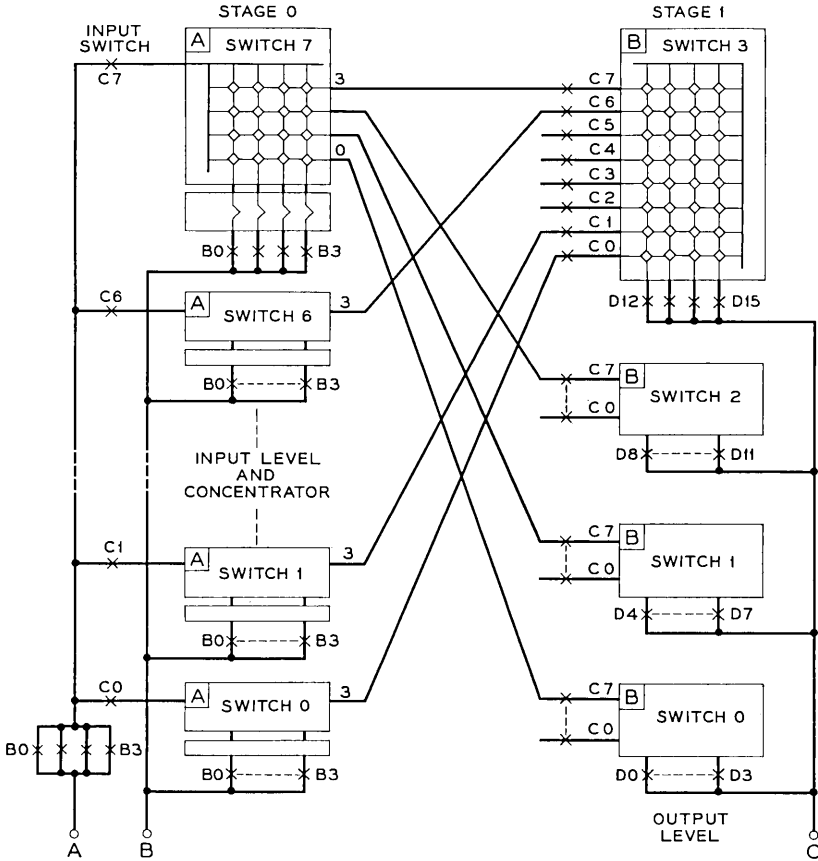 STAGE 0
STAGE 1
INPUT
SWITCH
C7
A
SWITCH 7
3
0
B0
B3
B
SWITCH 3
C7
C6
C5
C4
C3
C2
C1
C0
D12
D15
C6
A
SWITCH 6
3
B0
B3
C7
C0
B
SWITCH 2
D8
D11
INPUT LEVEL
AND
CONCENTRATOR
C1
A
SWITCH 1
3
B0
B3
C7
C0
B
SWITCH 1
D4
D7
C0
A
SWITCH 0
3
B0
B3
C7
C0
B
SWITCH 0
D0
D3
B0
B3
OUTPUT
LEVEL
A
B
C